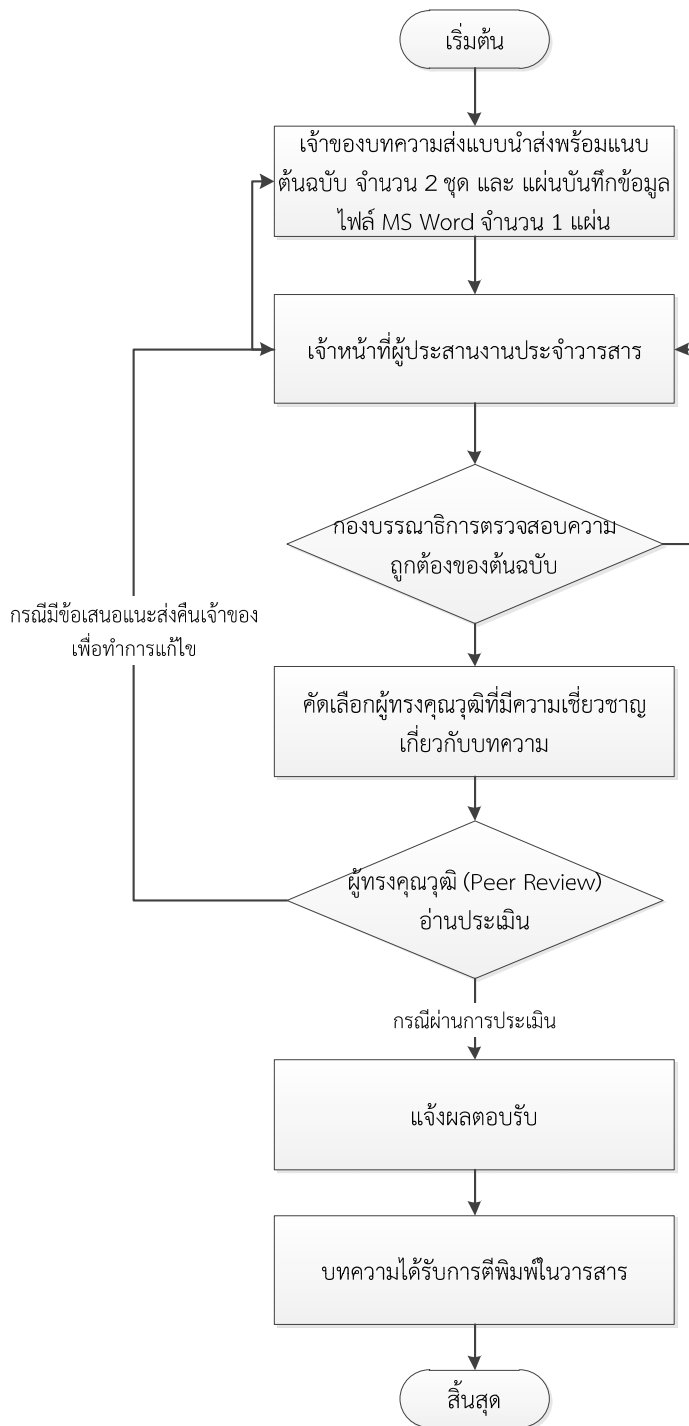 เริ่มต้น
เจ้าของบทความส่งแบบนำส่งพร้อมแนบ
ต้นฉบับ จำนวน 2 ชุด และ แผ่นบันทึกข้อมูล
ไฟล์ MS Word จำนวน 1 แผ่น
เจ้าหน้าที่ผู้ประสานงานประจำวารสาร
กองบรรณาธิการตรวจสอบความ
ถูกต้องของต้นฉบับ
กรณีมีข้อเสนอแนะส่งคืนเจ้าของ
เพื่อทำการแก้ไข
คัดเลือกผู้ทรงคุณวุฒิที่มีความเชี่ยวชาญ
เกี่ยวกับบทความ
ผู้ทรงคุณวุฒิ (Peer Review)
อ่านประเมิน
กรณีผ่านการประเมิน
แจ้งผลตอบรับ
บทความได้รับการตีพิมพ์ในวารสาร
สิ้นสุด